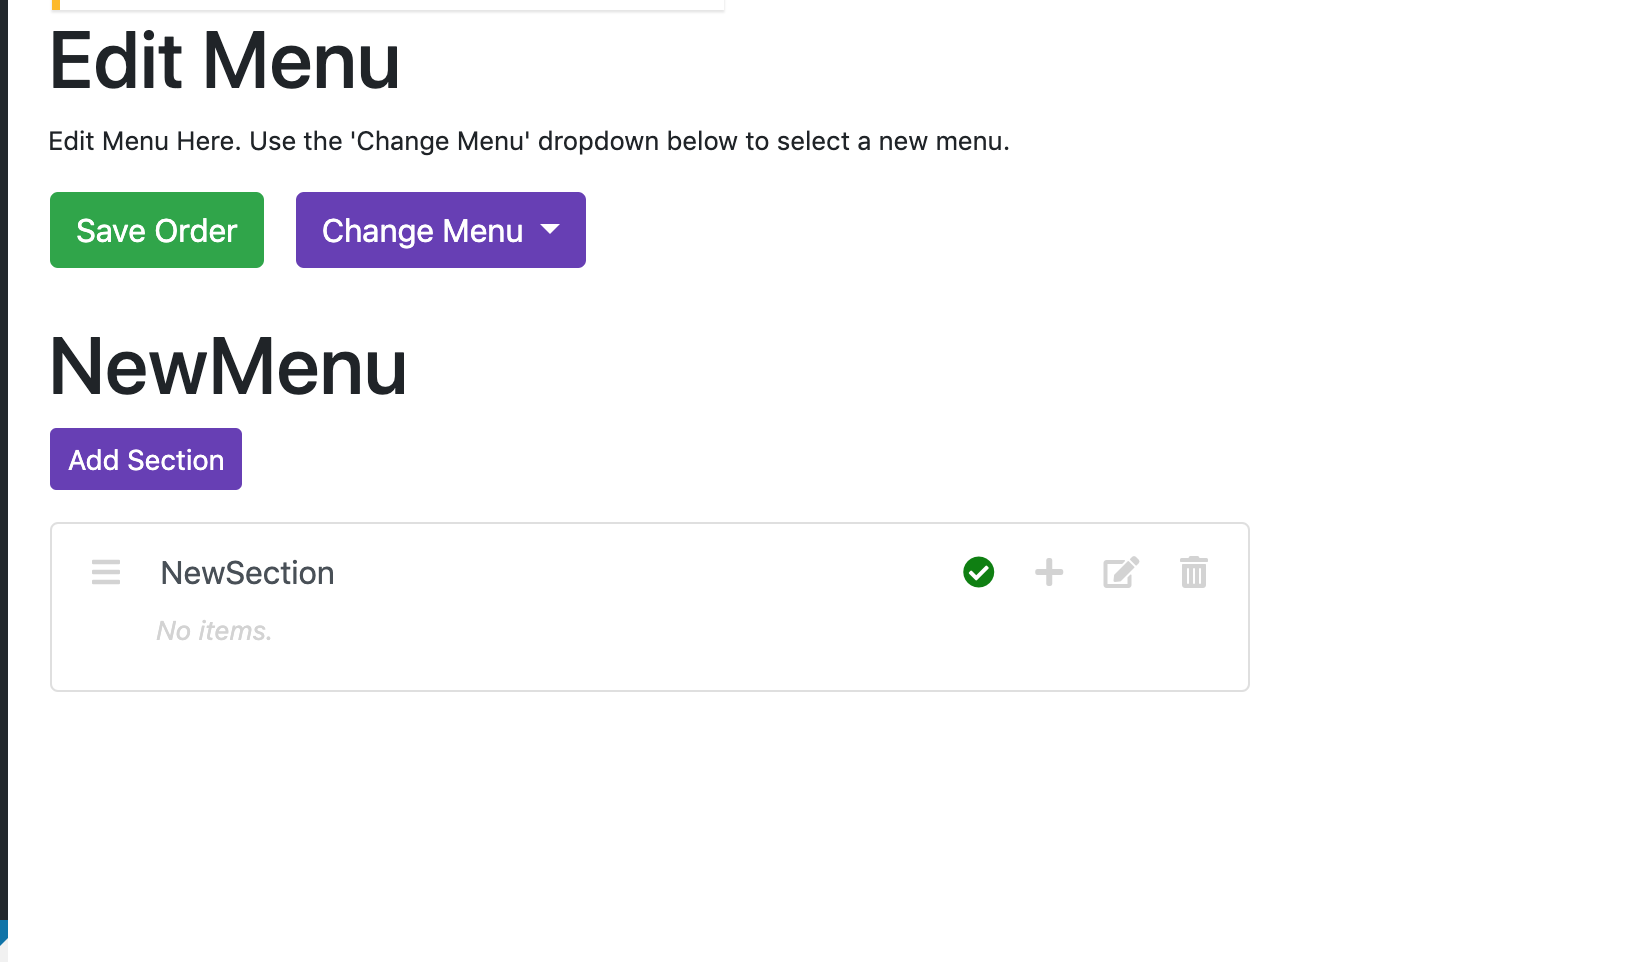 Edit Menu
Edit Menu Here. Use the 'Change Menu' dropdown below to select a new menu.
Save Order
Change Menu
NewMenu
Add Section
NewSection
No items.